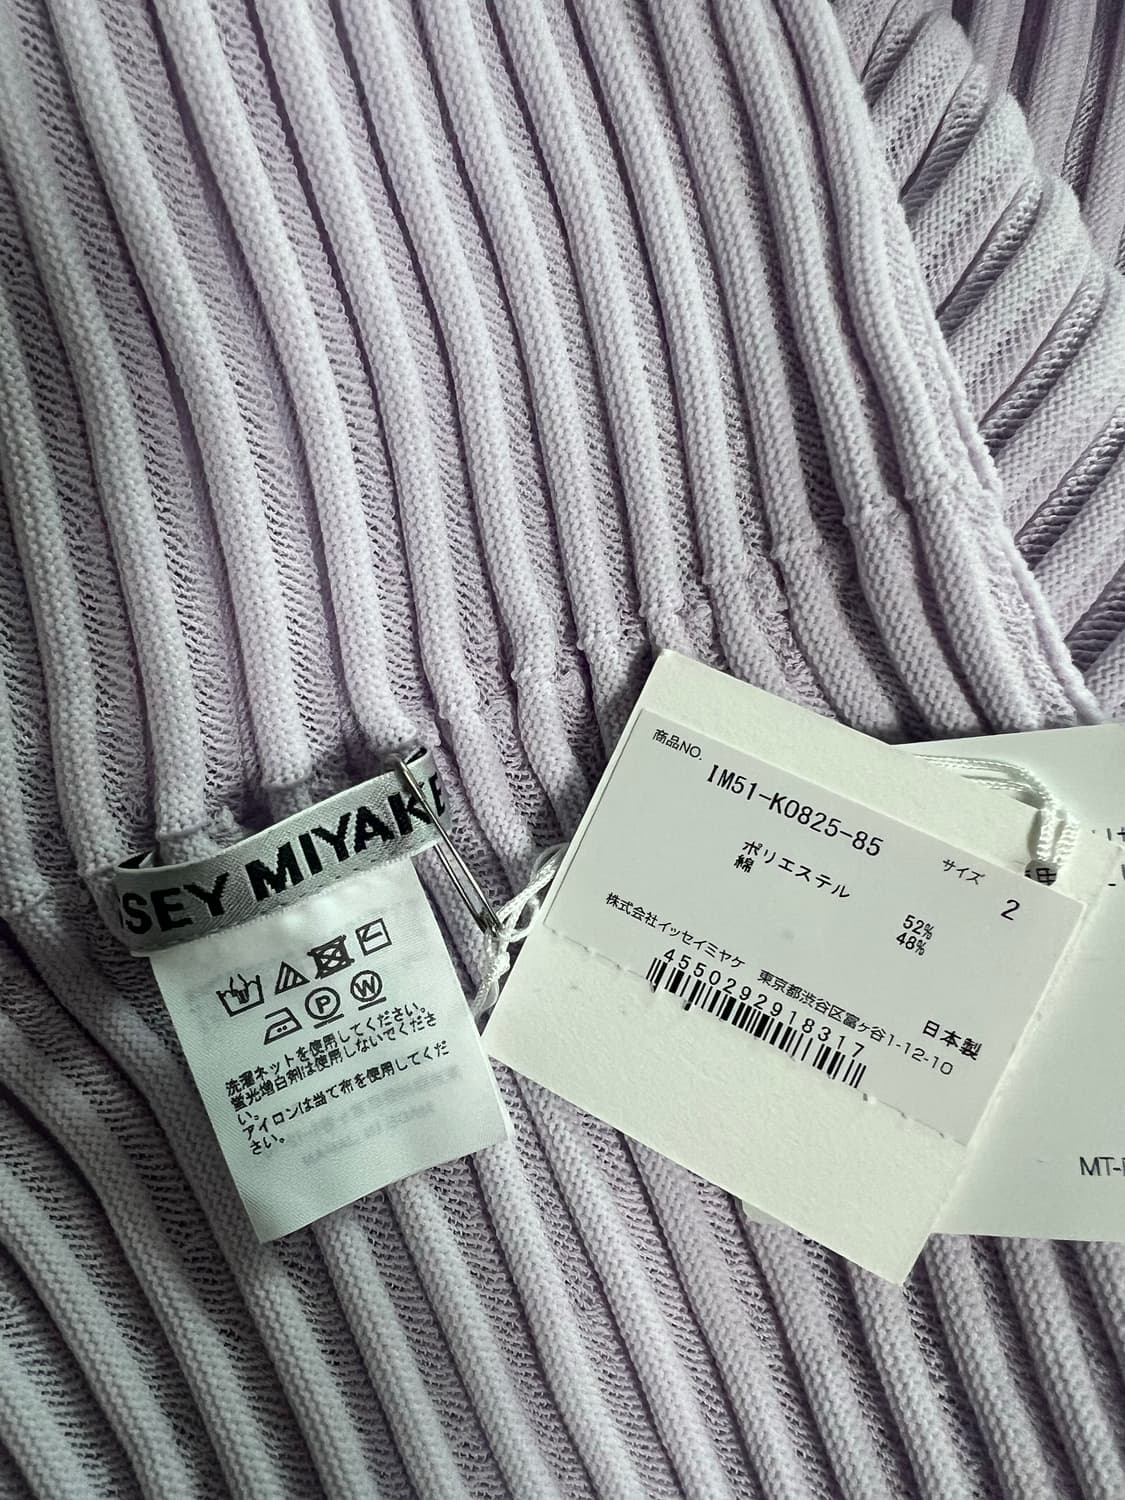 SEY MIYAKE
P W
洗濯ネットを使用してください。
蛍光増白剤は使用しないでくださ
い。
アイロンは当て布を使用してくだ
さい。
商品NO.
IM51-KO825-85
サイズ
2
ポリエステル 52%
綿 48%
株式会社イッセイミヤケ 東京都渋谷区富ヶ谷1-12-10
4550292918317
日本製
MT-